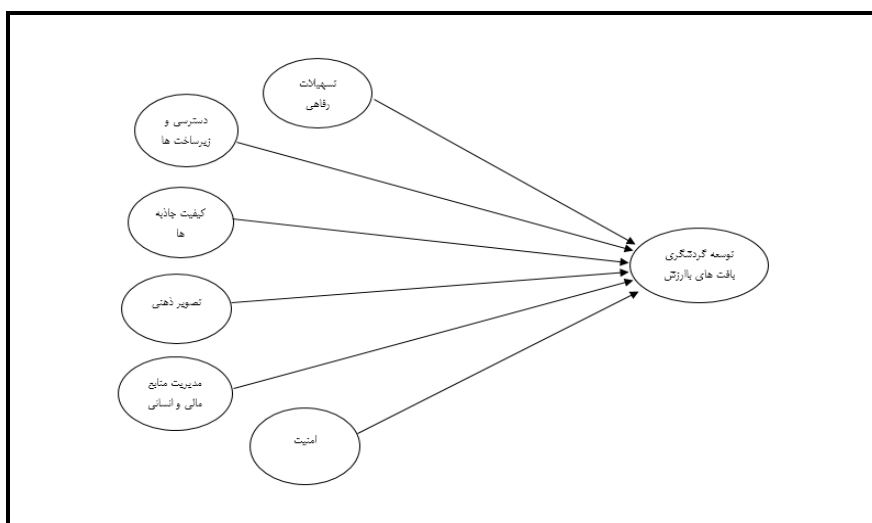 تسهیلات
رفاهی
دسترسی و
زیرساخت ها
کیفیت جاذبه
ها
تصویر ذهنی
مدیریت منابع
مالی و انسانی
امنیت
توسعه گردشگری
بافت های باارزش